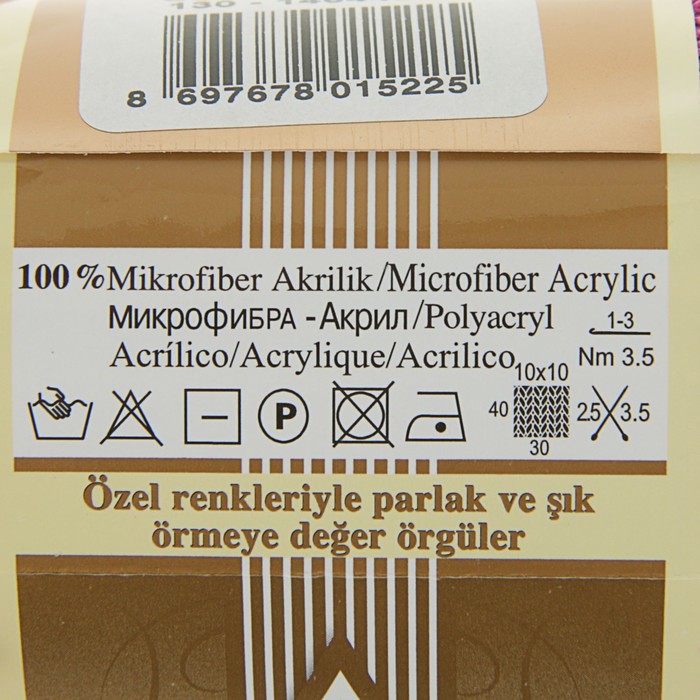 8 697678 015225
100 % Mikrofiber Akrilik/Microfiber Acrylic
Микрофибра - Акрил/Polyacryl
Acrílico/Acrylique/Acrilico
1-3
Nm 3.5
10x10
40
30
2.5 3.5
P
Özel renkleriyle parlak ve şık
örmeye değer örgüler